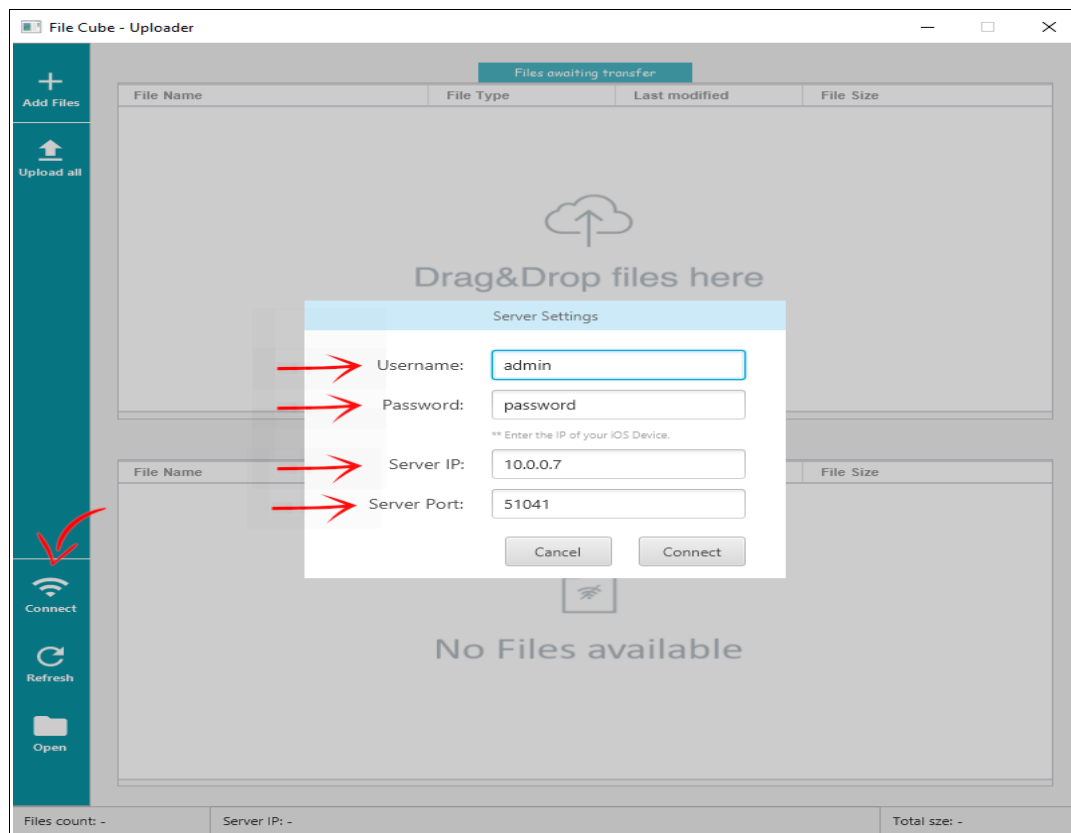 File Cube - Uploader
Add Files
Upload all
Files awaiting transfer
File Name File Type Last modified File Size
Drag&Drop files here
Server Settings
Username: admin
Password: password
** Enter the IP of your iOS Device.
Server IP: 10.0.0.7
Server Port: 51041
Cancel Connect
File Name File Size
No Files available
Connect
Refresh
Open
Files count: - Server IP: - Total sze: -